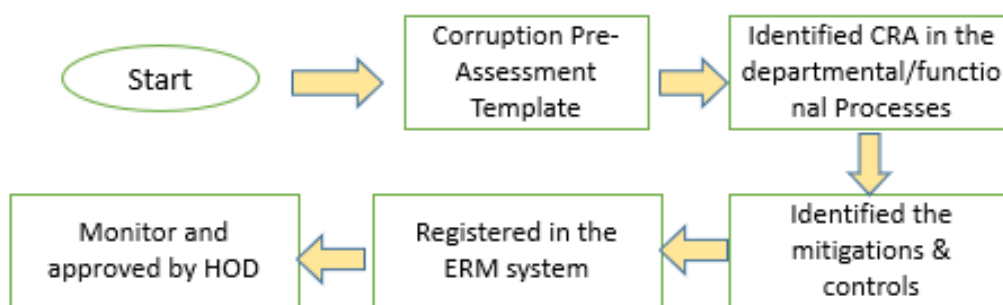 Start
Corruption Pre-
Assessment
Template
Identified CRA in the
departmental/functio
nal Processes
Identified the
mitigations &
controls
Registered in the
ERM system
Monitor and
approved by HOD